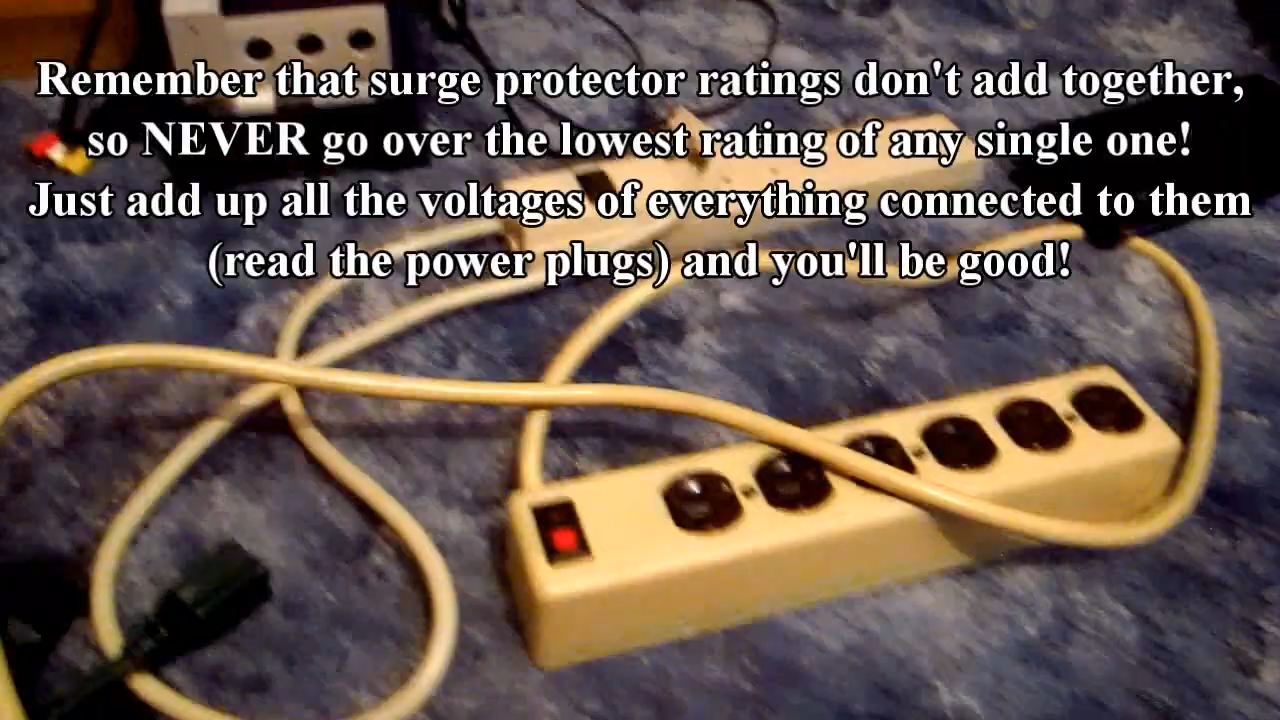 Remember that surge protector ratings don't add together,
so NEVER go over the lowest rating of any single one!
Just add up all the voltages of everything connected to them
(read the power plugs) and you'll be good!